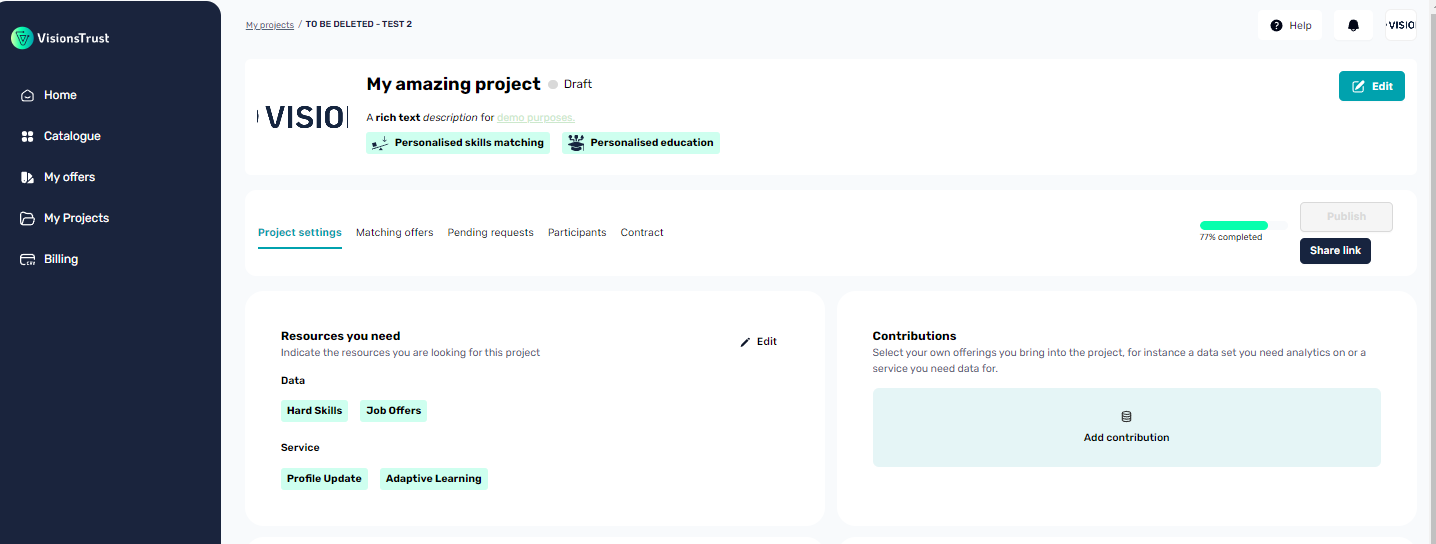 VisionsTrust
Home
Catalogue
My offers
My Projects
Billing
My projects / TO BE DELETED - TEST 2
Help
VISIO
VISIO
My amazing project
Draft
Edit
A rich text description for demo purposes.
Personalised skills matching
Personalised education
Project settings
Matching offers
Pending requests
Participants
Contract
77% completed
Publish
Share link
Resources you need
Edit
Indicate the resources you are looking for this project
Data
Hard Skills
Job Offers
Service
Profile Update
Adaptive Learning
Contributions
Select your own offerings you bring into the project, for instance a data set you need analytics on or a
service you need data for.
Add contribution